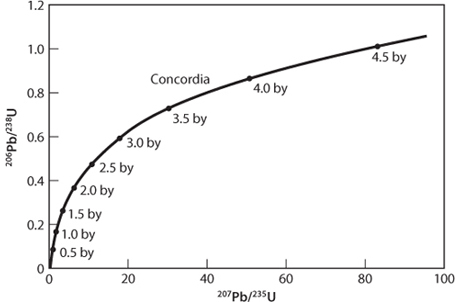 1.2
1.0
0.8
0.6
0.4
0.2
0
²⁰⁶Pb/²³⁸U
Concordia
4.5 by
4.0 by
3.5 by
3.0 by
2.5 by
2.0 by
1.5 by
1.0 by
0.5 by
0
20
40
60
80
100
²⁰⁷Pb/²³⁵U